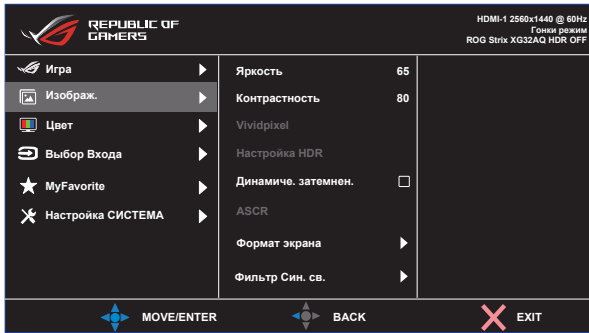 REPUBLIC OF
GAMERS
HDMI-1 2560x1440 @ 60Hz
Гонки режим
ROG Strix XG32AQ HDR OFF
Игра
Изображ.
Цвет
Выбор Входа
MyFavorite
Настройка СИСТЕМА
Яркость 65
Контрастность 80
Vividpixel
Настройка HDR
Динамиче. затемнен.
ASCR
Формат экрана
Фильтр Син. св.
MOVE/ENTER BACK EXIT